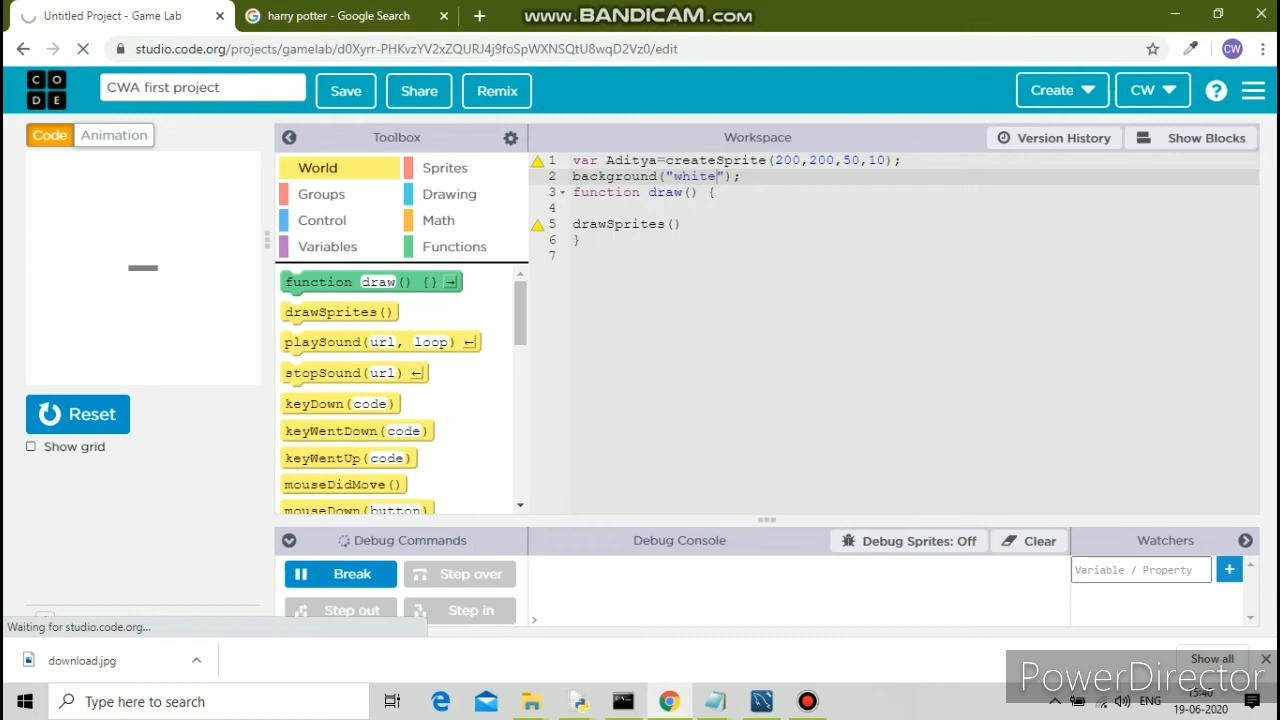 Untitled Project - Game Lab
harry potter - Google Search
www.BANDICAM.com
studio.code.org/projects/gamelab/d0Xyrr-PHKvzYV2xZQURJ4j9foSpWXNSQtU8wqD2Vz0/edit
CW
C O
D E
CWA first project
Save
Share
Remix
Create
CW
?
Code
Animation
Toolbox
Workspace
Version History
Show Blocks
World
Sprites
Groups
Drawing
Control
Math
Variables
Functions
function draw() {}
drawSprites()
playSound(url, loop)
stopSound(url)
keyDown(code)
keyWentDown(code)
keyWentUp(code)
mouseDidMove()
mouseDown(button)
1 var Aditya=createSprite(200,200,50,10);
2 background("white");
3 function draw() {
4
5 drawSprites()
6 }
7
Reset
Show grid
Debug Commands
Debug Console
Debug Sprites: Off
Clear
Watchers
Break
Step over
Step out
Step in
Variable / Property
+
>
Waiting for studio.code.org...
download.jpg
Show all
PowerDirector
Type here to search
ENG
15:40
19-06-2020